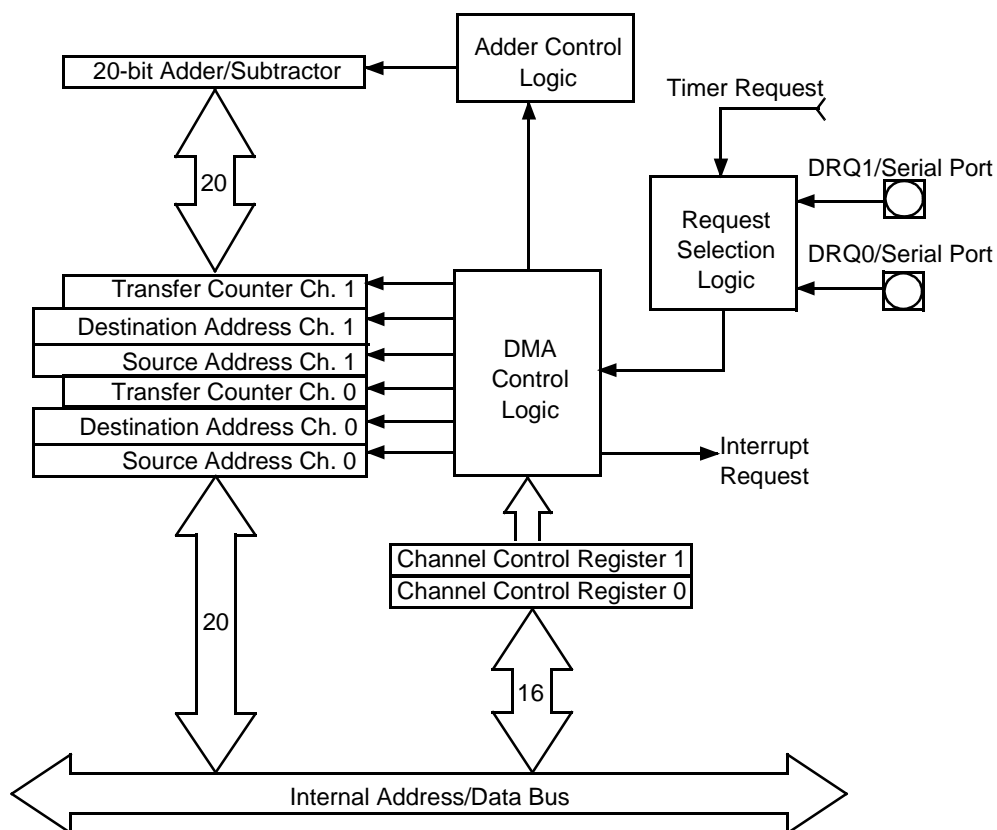 Adder Control
Logic
20-bit Adder/Subtractor
Timer Request
20
DRQ1/Serial Port
Request
Selection
Logic
DRQ0/Serial Port
Transfer Counter Ch. 1
Destination Address Ch. 1
Source Address Ch. 1
Transfer Counter Ch. 0
Destination Address Ch. 0
Source Address Ch. 0
DMA
Control
Logic
Interrupt
Request
Channel Control Register 1
Channel Control Register 0
20
16
Internal Address/Data Bus